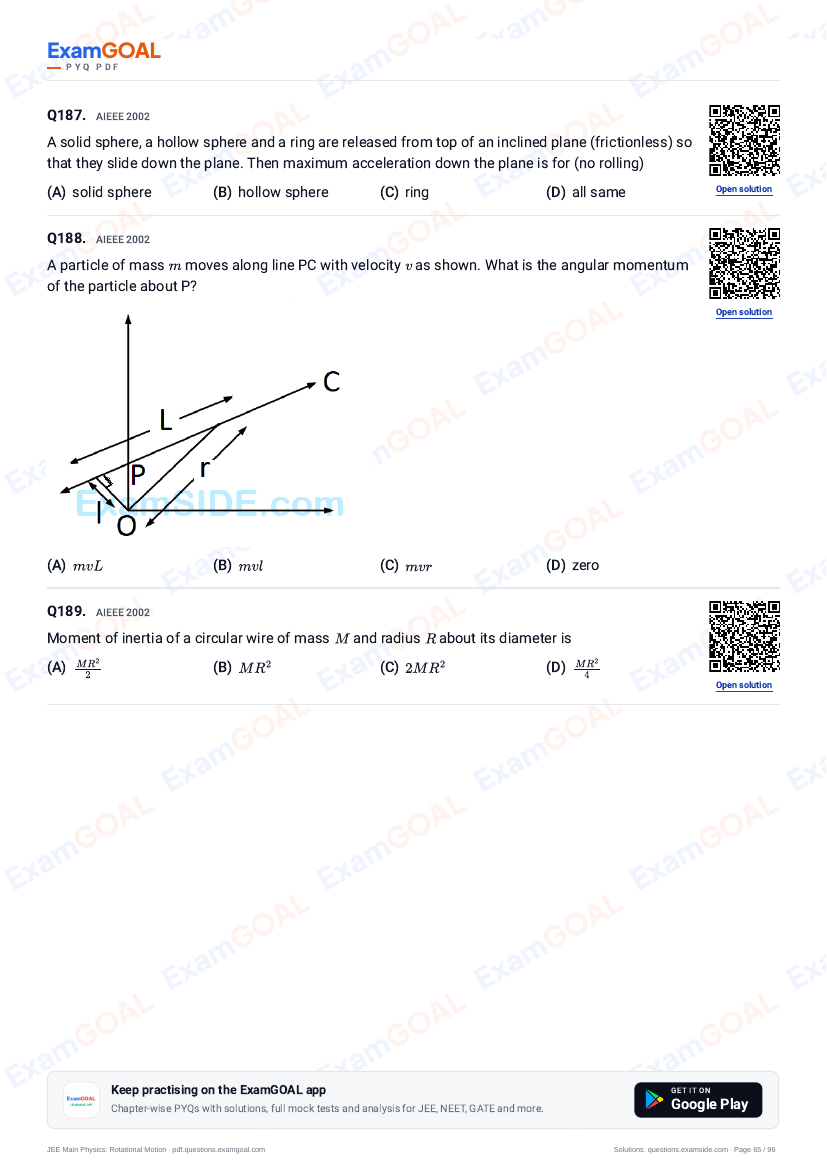 ExamGOAL
PYQ PDF
Q187. AIEEE 2002
A solid sphere, a hollow sphere and a ring are released from top of an inclined plane (frictionless) so
that they slide down the plane. Then maximum acceleration down the plane is for (no rolling)
(A) solid sphere (B) hollow sphere (C) ring (D) all same
Open solution
Q188. AIEEE 2002
A particle of mass m moves along line PC with velocity v as shown. What is the angular momentum
of the particle about P?
Open solution
C
L
P
r
l
O
ExamSIDE.com
(A) mvL (B) mvl (C) mvr (D) zero
Q189. AIEEE 2002
Moment of inertia of a circular wire of mass M and radius R about its diameter is
(A) MR²/2 (B) MR² (C) 2MR² (D) MR²/4
Open solution
Keep practising on the ExamGOAL app
Chapter-wise PYQs with solutions, full mock tests and analysis for JEE, NEET, GATE and more.
GET IT ON
Google Play
JEE Main Physics: Rotational Motion · pdf.questions.examgoal.com
Solutions: questions.examside.com · Page 65 / 96